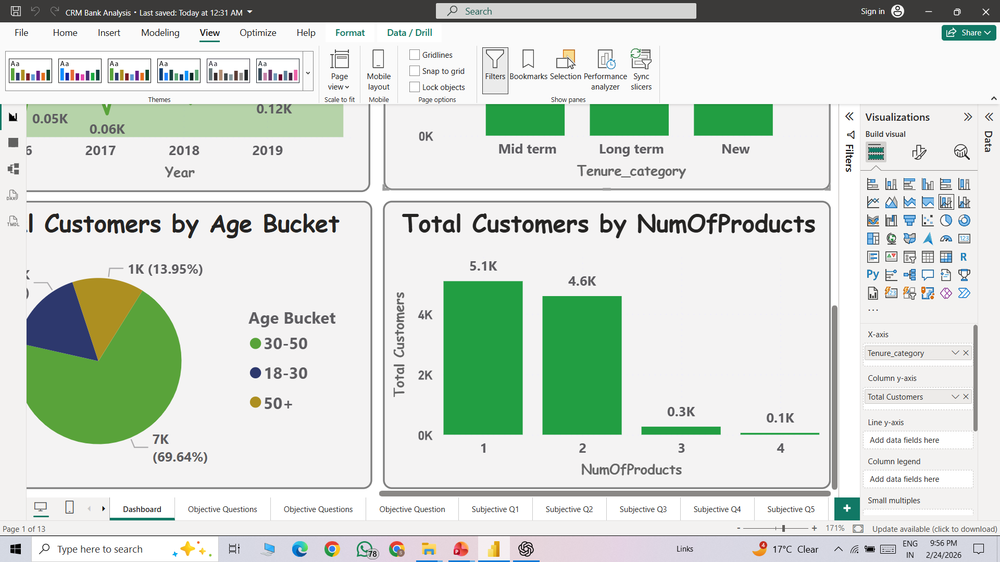 CRM Bank Analysis • Last saved: Today at 12:31 AM
Search
Sign in
File Home Insert Modeling View Optimize Help Format Data / Drill
Share
Aa Aa Aa Aa Aa Aa
Page view
Mobile layout
Gridlines
Snap to grid
Lock objects
Filters
Bookmarks
Selection
Performance analyzer
Sync slicers
Themes
Scale to fit
Mobile
Page options
Show panes
0.05K
0.06K
0.12K
6 2017 2018 2019
Year
0K
Mid term Long term New
Tenure_category
l Customers by Age Bucket
K
)
1K (13.95%)
7K
(69.64%)
Age Bucket
30-50
18-30
50+
Total Customers by NumOfProducts
Total Customers
4K
2K
0K
5.1K
4.6K
0.3K
0.1K
1 2 3 4
NumOfProducts
DAX
TMDL
Filters
Visualizations
Build visual
123
R
Py
123
...
X-axis
Tenure_category
Column y-axis
Total Customers
Line y-axis
Add data fields here
Column legend
Add data fields here
Small multiples
Data
Dashboard
Objective Questions
Objective Questions
Objective Question
Subjective Q1
Subjective Q2
Subjective Q3
Subjective Q4
Subjective Q5
+
Page 1 of 13
- + 171%
Update available (click to download)
Type here to search
78
S
P
Links
4
17°C Clear
ENG
IN
9:56 PM
2/24/2026